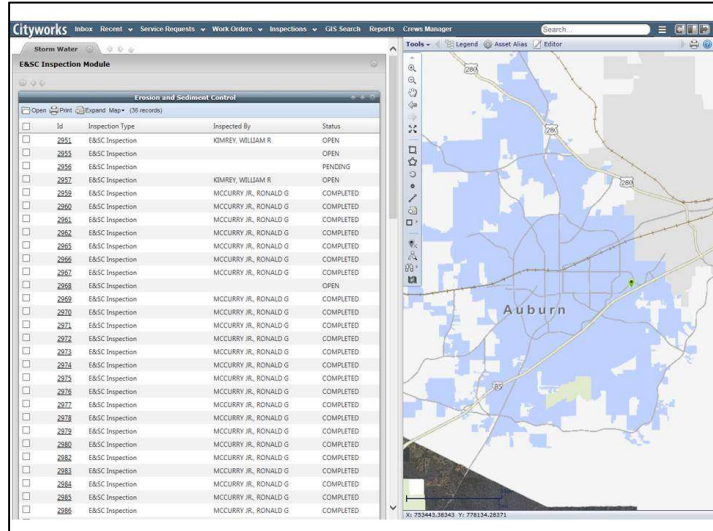 Cityworks Inbox Recent Service Requests Work Orders Inspections GIS Search Reports Crews Manager Search...
Storm Water
E&SC Inspection Module
Erosion and Sediment Control
Open Print Expand Map (36 records)
Id Inspection Type Inspected By Status
2951 E&SC Inspection KIMREY, WILLIAM R OPEN
2955 E&SC Inspection OPEN
2956 E&SC Inspection PENDING
2957 E&SC Inspection KIMREY, WILLIAM R OPEN
2959 E&SC Inspection MCCURRY JR., RONALD G COMPLETED
2960 E&SC Inspection MCCURRY JR., RONALD G COMPLETED
2961 E&SC Inspection MCCURRY JR., RONALD G COMPLETED
2962 E&SC Inspection MCCURRY JR., RONALD G COMPLETED
2965 E&SC Inspection MCCURRY JR., RONALD G COMPLETED
2966 E&SC Inspection MCCURRY JR., RONALD G COMPLETED
2967 E&SC Inspection MCCURRY JR., RONALD G COMPLETED
2968 E&SC Inspection OPEN
2969 E&SC Inspection MCCURRY JR., RONALD G COMPLETED
2970 E&SC Inspection MCCURRY JR., RONALD G COMPLETED
2971 E&SC Inspection MCCURRY JR., RONALD G COMPLETED
2972 E&SC Inspection MCCURRY JR., RONALD G COMPLETED
2973 E&SC Inspection MCCURRY JR., RONALD G COMPLETED
2974 E&SC Inspection MCCURRY JR., RONALD G COMPLETED
2975 E&SC Inspection MCCURRY JR., RONALD G COMPLETED
2976 E&SC Inspection MCCURRY JR., RONALD G COMPLETED
2977 E&SC Inspection MCCURRY JR., RONALD G COMPLETED
2978 E&SC Inspection MCCURRY JR., RONALD G COMPLETED
2979 E&SC Inspection MCCURRY JR., RONALD G COMPLETED
2980 E&SC Inspection MCCURRY JR., RONALD G COMPLETED
2982 E&SC Inspection MCCURRY JR., RONALD G COMPLETED
2983 E&SC Inspection MCCURRY JR., RONALD G COMPLETED
2984 E&SC Inspection MCCURRY JR., RONALD G COMPLETED
2985 E&SC Inspection MCCURRY JR., RONALD G COMPLETED
2986 E&SC Inspection MCCURRY JR., RONALD G COMPLETED
Tools Legend Asset Alias Editor
280
280
280
Auburn
85
X: 753443.38343 Y: 778134.28371